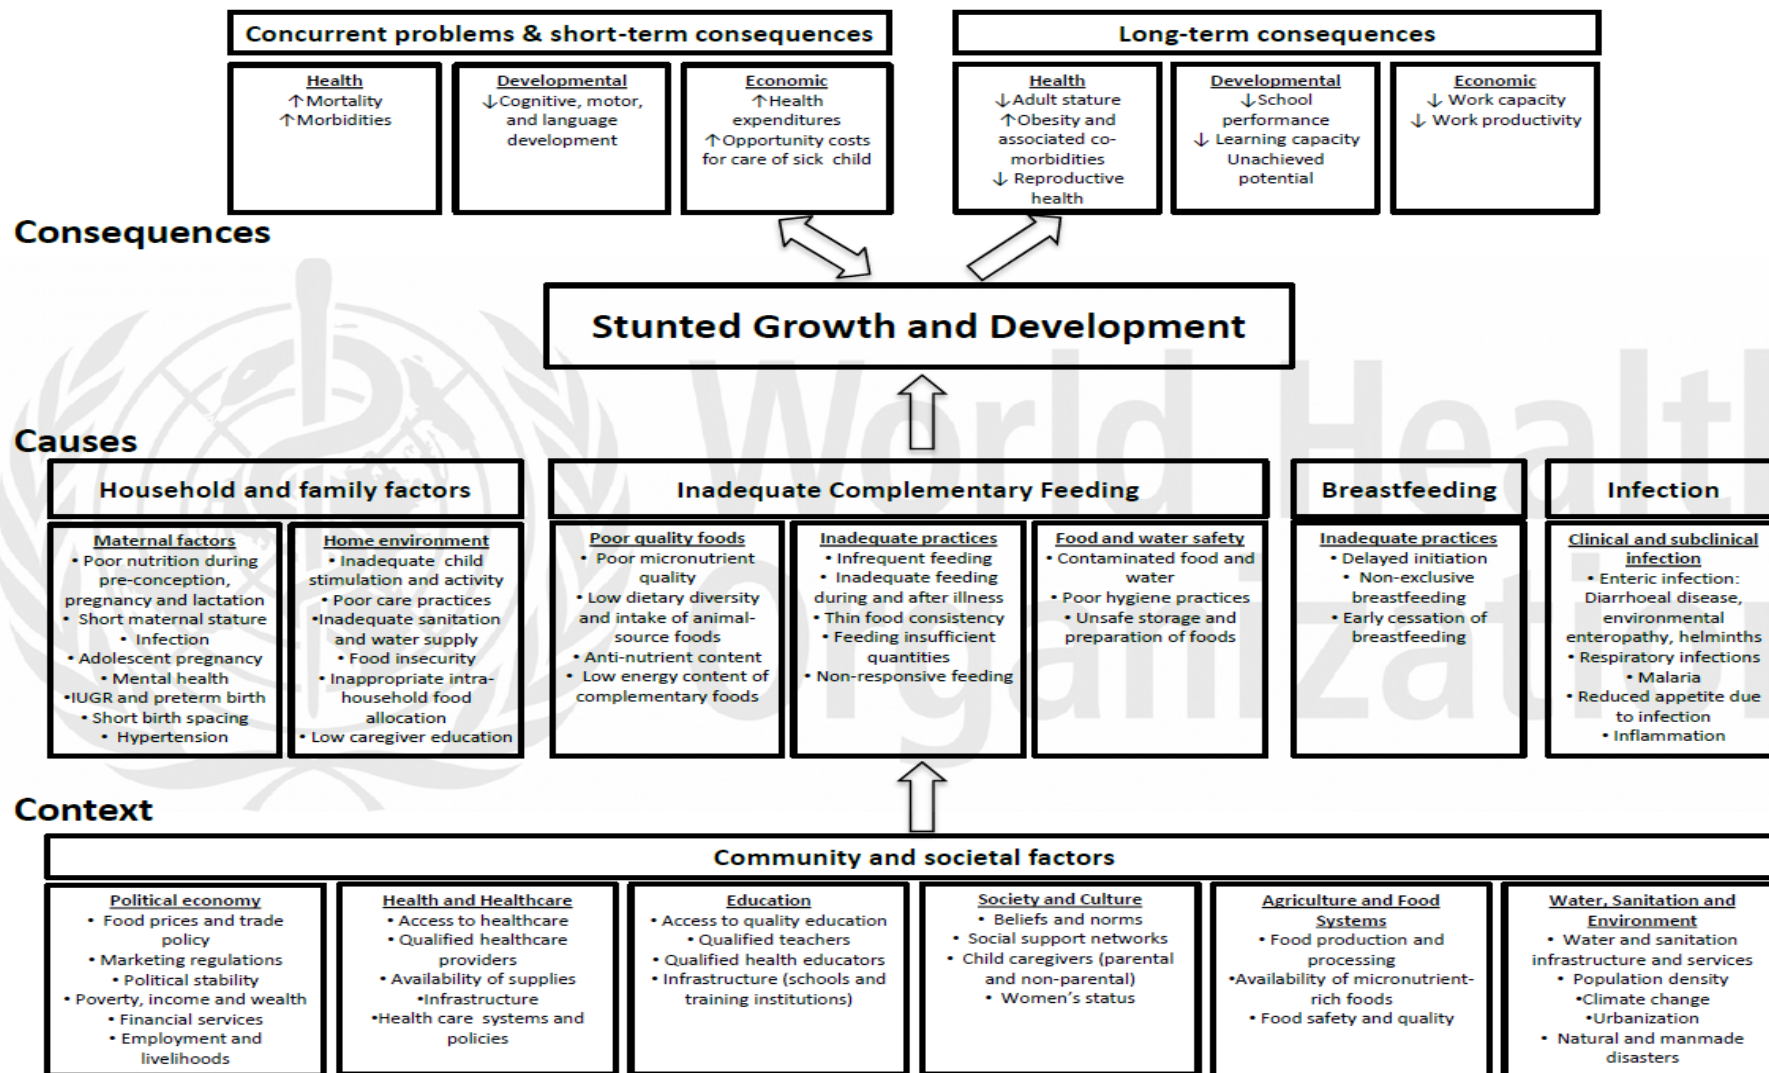 Concurrent problems & short-term consequences
Health
↑Mortality
↑Morbidities
Developmental
↓Cognitive, motor,
and language
development
Economic
↑Health
expenditures
↑Opportunity costs
for care of sick child
Long-term consequences
Health
↓Adult stature
↑Obesity and
associated co-
morbidities
↓ Reproductive
health
Developmental
↓School
performance
↓ Learning capacity
Unachieved
potential
Economic
↓ Work capacity
↓ Work productivity
Consequences
Stunted Growth and Development
World Health
Organization
Causes
Household and family factors
Maternal factors
• Poor nutrition during
pre-conception,
pregnancy and lactation
• Short maternal stature
• Infection
• Adolescent pregnancy
• Mental health
•IUGR and preterm birth
• Short birth spacing
• Hypertension
Home environment
• Inadequate child
stimulation and activity
• Poor care practices
•Inadequate sanitation
and water supply
• Food insecurity
• Inappropriate intra-
household food
allocation
• Low caregiver education
Inadequate Complementary Feeding
Poor quality foods
• Poor micronutrient
quality
• Low dietary diversity
and intake of animal-
source foods
• Anti-nutrient content
• Low energy content of
complementary foods
Inadequate practices
• Infrequent feeding
• Inadequate feeding
during and after illness
• Thin food consistency
• Feeding insufficient
quantities
• Non-responsive feeding
Food and water safety
• Contaminated food and
water
• Poor hygiene practices
• Unsafe storage and
preparation of foods
Breastfeeding
Inadequate practices
• Delayed initiation
• Non-exclusive
breastfeeding
• Early cessation of
breastfeeding
Infection
Clinical and subclinical
infection
• Enteric infection:
Diarrhoeal disease,
environmental
enteropathy, helminths
• Respiratory infections
• Malaria
• Reduced appetite due
to infection
• Inflammation
Context
Community and societal factors
Political economy
• Food prices and trade
policy
• Marketing regulations
• Political stability
• Poverty, income and wealth
• Financial services
• Employment and
livelihoods
Health and Healthcare
• Access to healthcare
• Qualified healthcare
providers
• Availability of supplies
•Infrastructure
•Health care systems and
policies
Education
• Access to quality education
• Qualified teachers
• Qualified health educators
• Infrastructure (schools and
training institutions)
Society and Culture
• Beliefs and norms
• Social support networks
• Child caregivers (parental
and non-parental)
• Women's status
Agriculture and Food
Systems
• Food production and
processing
•Availability of micronutrient-
rich foods
• Food safety and quality
Water, Sanitation and
Environment
• Water and sanitation
infrastructure and services
• Population density
•Climate change
•Urbanization
• Natural and manmade
disasters